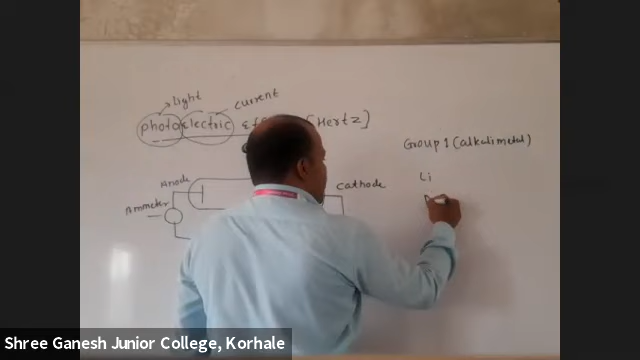 light
current
photo electric [Hertz]
Group 1 (alkali metal)
Anode
Li
Cathode
Ammeter
Shree Ganesh Junior College, Korhale